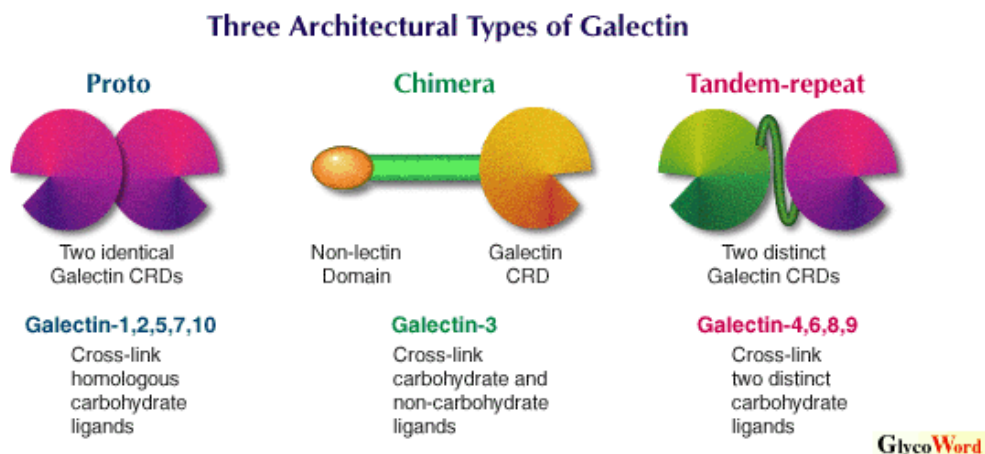 Three Architectural Types of Galectin
Proto
Chimera
Tandem-repeat
Two identical
Galectin CRDs
Non-lectin
Domain
Galectin
CRD
Two distinct
Galectin CRDs
Galectin-1,2,5,7,10
Cross-link
homologous
carbohydrate
ligands
Galectin-3
Cross-link
carbohydrate and
non-carbohydrate
ligands
Galectin-4,6,8,9
Cross-link
two distinct
carbohydrate
ligands
GlycoWord